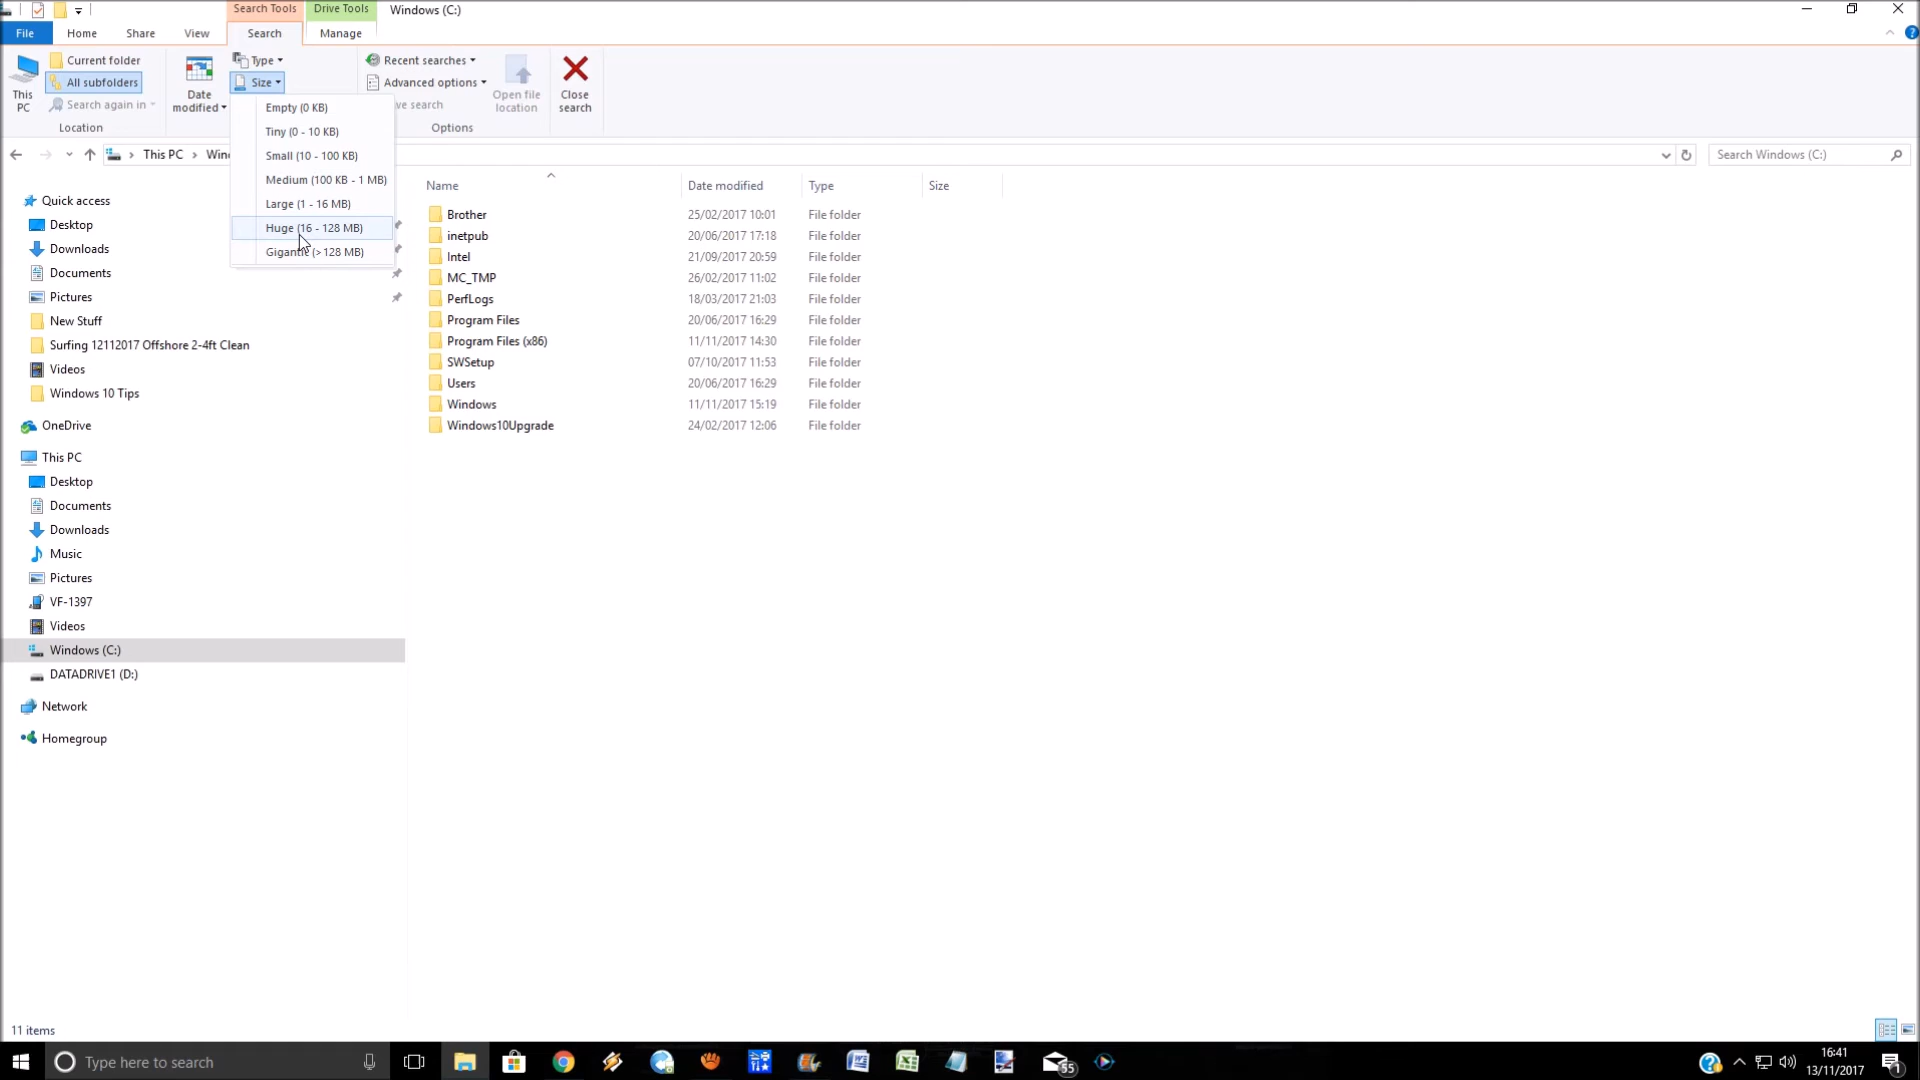 Search Tools
Drive Tools
Windows (C:)
File
Home
Share
View
Search
Manage
This PC
Current folder
All subfolders
Search again in
Location
Date modified
Type
Size
Recent searches
Advanced options
ve search
Options
Open file location
Close search
Empty (0 KB)
Tiny (0 - 10 KB)
Small (10 - 100 KB)
Medium (100 KB - 1 MB)
Large (1 - 16 MB)
Huge (16 - 128 MB)
Gigantic (> 128 MB)
This PC
Win
Search Windows (C:)
Quick access
Desktop
Downloads
Documents
Pictures
New Stuff
Surfing 12112017 Offshore 2-4ft Clean
Videos
Windows 10 Tips
OneDrive
This PC
Desktop
Documents
Downloads
Music
Pictures
VF-1397
Videos
Windows (C:)
DATADRIVE1 (D:)
Network
Homegroup
Name Date modified Type Size
Brother 25/02/2017 10:01 File folder
inetpub 20/06/2017 17:18 File folder
Intel 21/09/2017 20:59 File folder
MC_TMP 26/02/2017 11:02 File folder
PerfLogs 18/03/2017 21:03 File folder
Program Files 20/06/2017 16:29 File folder
Program Files (x86) 11/11/2017 14:30 File folder
SWSetup 07/10/2017 11:53 File folder
Users 20/06/2017 16:29 File folder
Windows 11/11/2017 15:19 File folder
Windows10Upgrade 24/02/2017 12:06 File folder
11 items
Type here to search
55
16:41
13/11/2017
1